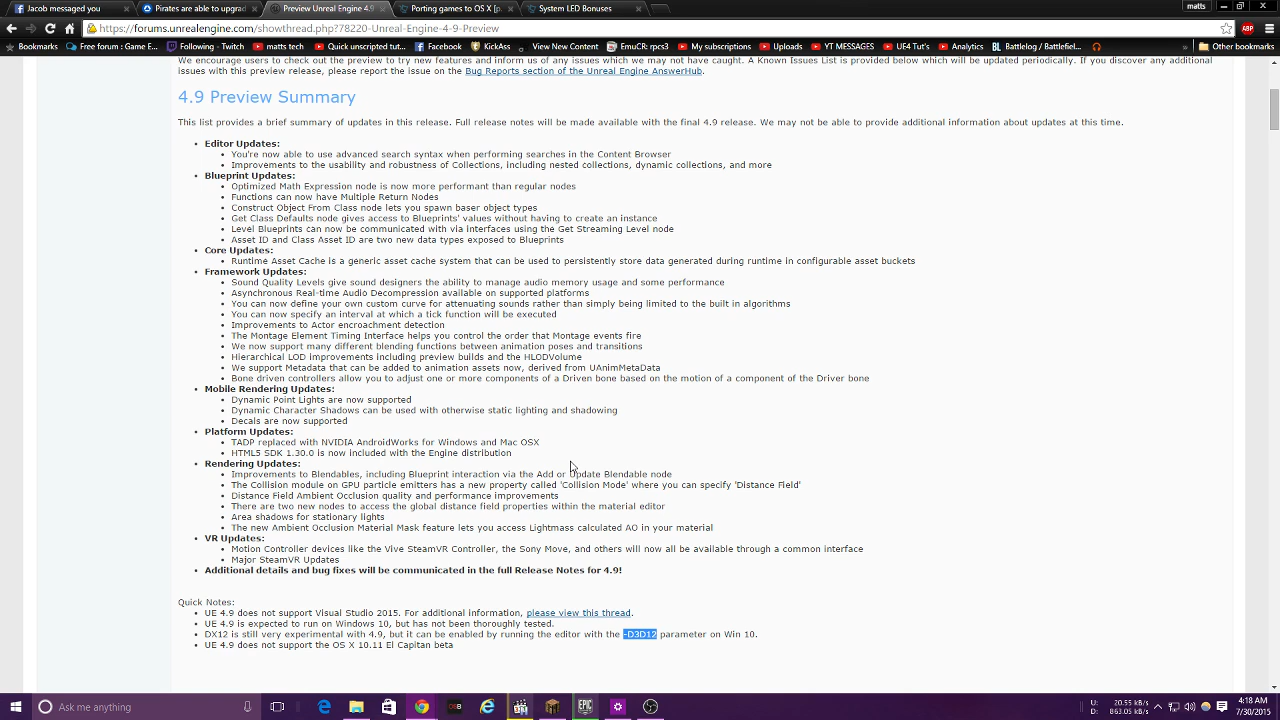 Jacob messaged you
Pirates are able to upgrad
Preview Unreal Engine 4.9
Porting games to OS X [p.
System LED Bonuses
matts
https://forums.unrealengine.com/showthread.php?78220-Unreal-Engine-4-9-Preview
Bookmarks
Free forum : Game E...
Following - Twitch
matts tech
Quick unscripted tut...
Facebook
KickAss
View New Content
EmuCR: rpcs3
My subscriptions
Uploads
YT MESSAGES
UE4 Tut's
Analytics
Battlelog / Battlefiel...
Other bookmarks
We encourage users to check out the preview to try new features and inform us of any issues which we may not have caught. A Known Issues List is provided below which will be updated periodically. If you discover any additional
issues with this preview release, please report the issue on the Bug Reports section of the Unreal Engine AnswerHub.
4.9 Preview Summary
This list provides a brief summary of updates in this release. Full release notes will be made available with the final 4.9 release. We may not be able to provide additional information about updates at this time.
Editor Updates:
You're now able to use advanced search syntax when performing searches in the Content Browser
Improvements to the usability and robustness of Collections, including nested collections, dynamic collections, and more
Blueprint Updates:
Optimized Math Expression node is now more performant than regular nodes
Functions can now have Multiple Return Nodes
Construct Object From Class node lets you spawn baser object types
Get Class Defaults node gives access to Blueprints' values without having to create an instance
Level Blueprints can now be communicated with via interfaces using the Get Streaming Level node
Asset ID and Class Asset ID are two new data types exposed to Blueprints
Core Updates:
Runtime Asset Cache is a generic asset cache system that can be used to persistently store data generated during runtime in configurable asset buckets
Framework Updates:
Sound Quality Levels give sound designers the ability to manage audio memory usage and some performance
Asynchronous Real-time Audio Decompression available on supported platforms
You can now define your own custom curve for attenuating sounds rather than simply being limited to the built in algorithms
You can now specify an interval at which a tick function will be executed
Improvements to Actor encroachment detection
The Montage Element Timing Interface helps you control the order that Montage events fire
We now support many different blending functions between animation poses and transitions
Hierarchical LOD improvements including preview builds and the HLODVolume
We support Metadata that can be added to animation assets now, derived from UAnimMetaData
Bone driven controllers allow you to adjust one or more components of a Driven bone based on the motion of a component of the Driver bone
Mobile Rendering Updates:
Dynamic Point Lights are now supported
Dynamic Character Shadows can be used with otherwise static lighting and shadowing
Decals are now supported
Platform Updates:
TADP replaced with NVIDIA AndroidWorks for Windows and Mac OSX
HTML5 SDK 1.30.0 is now included with the Engine distribution
Rendering Updates:
Improvements to Blendables, including Blueprint interaction via the Add or Update Blendable node
The Collision module on GPU particle emitters has a new property called 'Collision Mode' where you can specify 'Distance Field'
Distance Field Ambient Occlusion quality and performance improvements
There are two new nodes to access the global distance field properties within the material editor
Area shadows for stationary lights
The new Ambient Occlusion Material Mask feature lets you access Lightmass calculated AO in your material
VR Updates:
Motion Controller devices like the Vive SteamVR Controller, the Sony Move, and others will now all be available through a common interface
Major SteamVR Updates
Additional details and bug fixes will be communicated in the full Release Notes for 4.9!
Quick Notes:
UE 4.9 does not support Visual Studio 2015. For additional information, please view this thread.
UE 4.9 is expected to run on Windows 10, but has not been thoroughly tested.
DX12 is still very experimental with 4.9, but it can be enabled by running the editor with the -D3D12 parameter on Win 10.
UE 4.9 does not support the OS X 10.11 El Capitan beta
Ask me anything
U: 20.55 kB/s
D: 863.05 kB/s
4:18 AM
7/30/2015